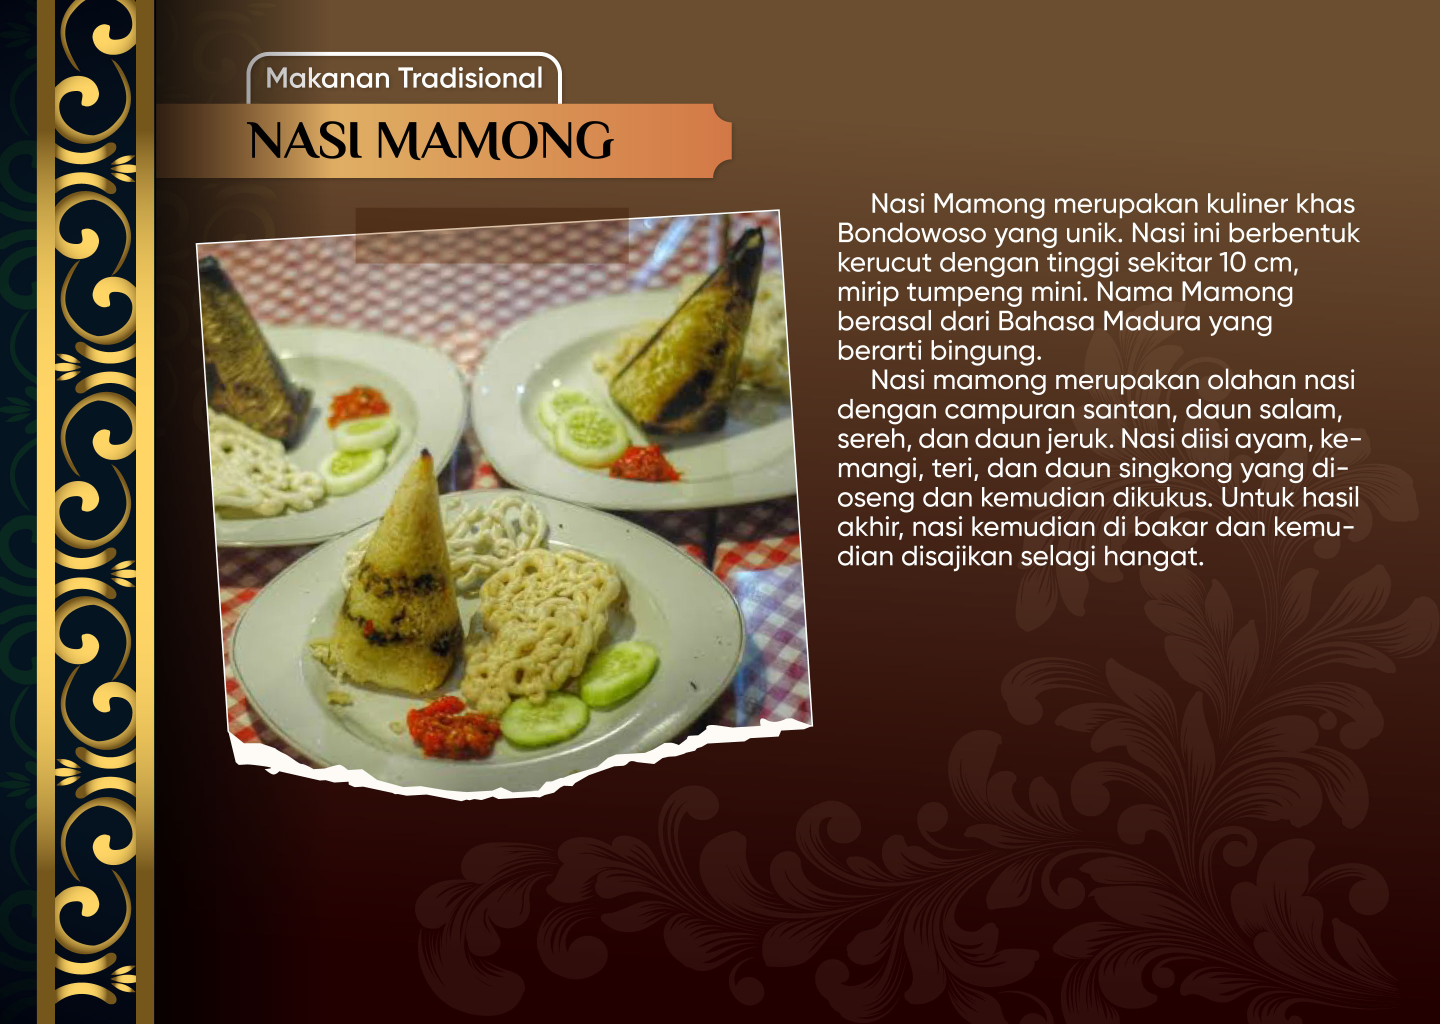 Makanan Tradisional
NASI MAMONG
Nasi Mamong merupakan kuliner khas
Bondowoso yang unik. Nasi ini berbentuk
kerucut dengan tinggi sekitar 10 cm,
mirip tumpeng mini. Nama Mamong
berasal dari Bahasa Madura yang
berarti bingung.
Nasi mamong merupakan olahan nasi
dengan campuran santan, daun salam,
sereh, dan daun jeruk. Nasi diisi ayam, ke-
mangi, teri, dan daun singkong yang di-
oseng dan kemudian dikukus. Untuk hasil
akhir, nasi kemudian di bakar dan kemu-
dian disajikan selagi hangat.